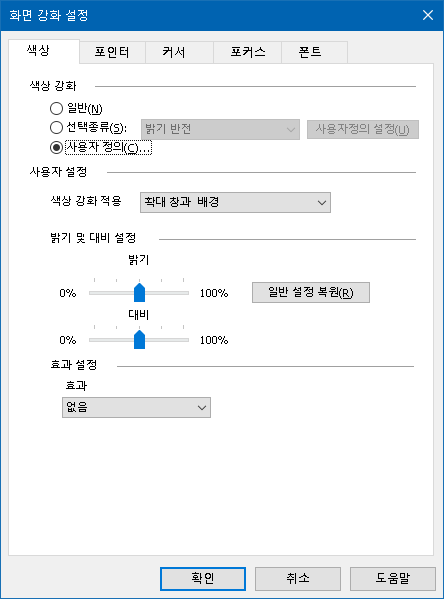 화면 강화 설정
색상 포인터 커서 포커스 폰트
색상 강화
일반(N)
선택종류(S): 밝기 반전 사용자정의 설정(U)
사용자 정의(C)...
사용자 설정
색상 강화 적용 확대 창과 배경
밝기 및 대비 설정
밝기
0% 100% 일반 설정 복원(R)
대비
0% 100%
효과 설정
효과
없음
확인 취소 도움말